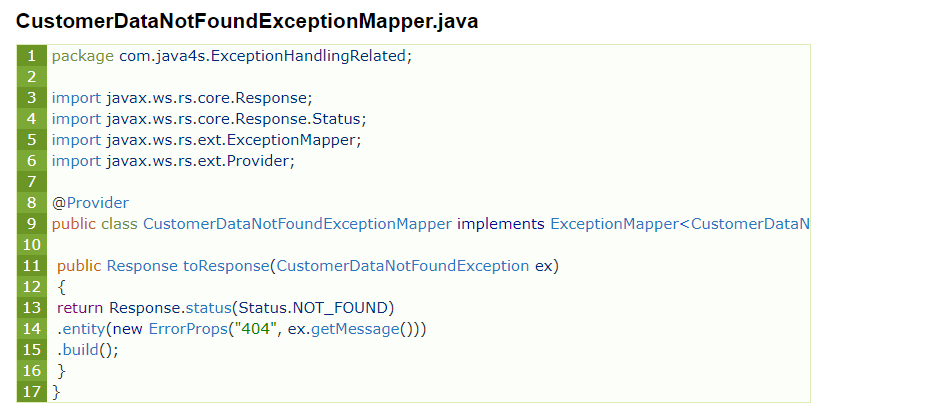 CustomerDataNotFoundExceptionMapper.java
1 package com.java4s.ExceptionHandlingRelated;
2
3 import javax.ws.rs.core.Response;
4 import javax.ws.rs.core.Response.Status;
5 import javax.ws.rs.ext.ExceptionMapper;
6 import javax.ws.rs.ext.Provider;
7
8 @Provider
9 public class CustomerDataNotFoundExceptionMapper implements ExceptionMapper<CustomerDataN
10
11 public Response toResponse(CustomerDataNotFoundException ex)
12 {
13 return Response.status(Status.NOT_FOUND)
14 .entity(new ErrorProps("404", ex.getMessage()))
15 .build();
16 }
17 }